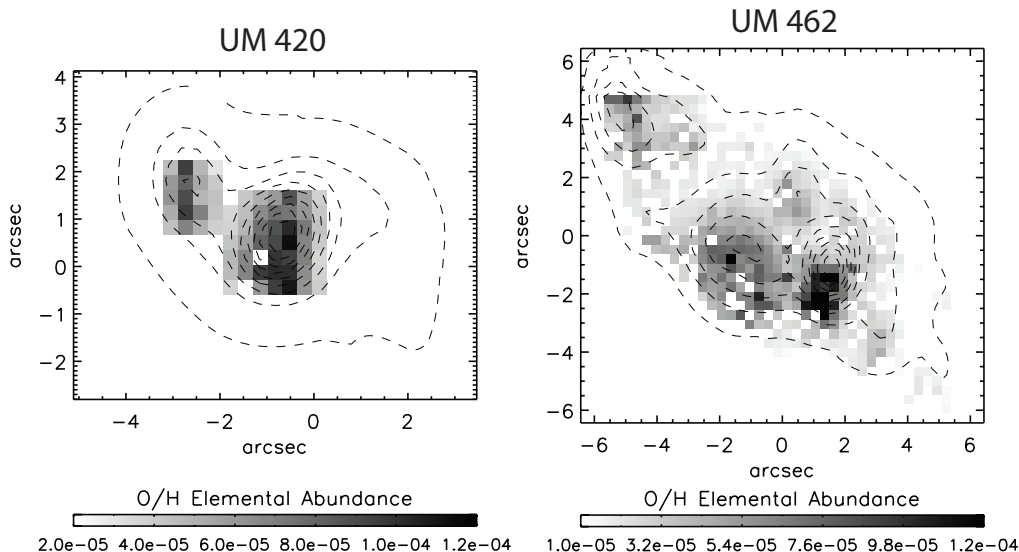 UM 420
4
3
2
1
0
−1
−2
arcsec
−4
−2
0
2
arcsec
O/H Elemental Abundance
2.0e−05 4.0e−05 6.0e−05 8.0e−05 1.0e−04 1.2e−04
UM 462
6
4
2
0
−2
−4
−6
arcsec
−6
−4
−2
0
2
4
6
arcsec
O/H Elemental Abundance
1.0e−05 3.2e−05 5.4e−05 7.6e−05 9.8e−05 1.2e−04